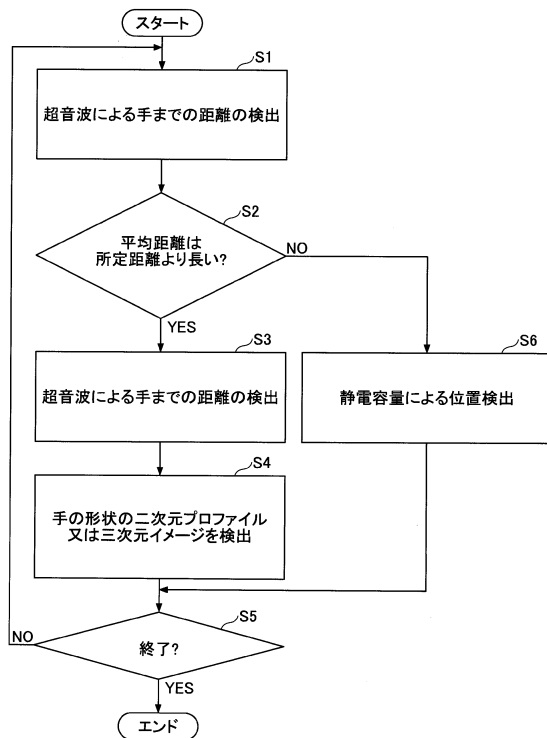 スタート
S1
超音波による手までの距離の検出
S2
平均距離は
所定距離より長い?
NO
YES
S3
超音波による手までの距離の検出
S6
静電容量による位置検出
S4
手の形状の二次元プロファイル
又は三次元イメージを検出
S5
終了?
NO
YES
エンド